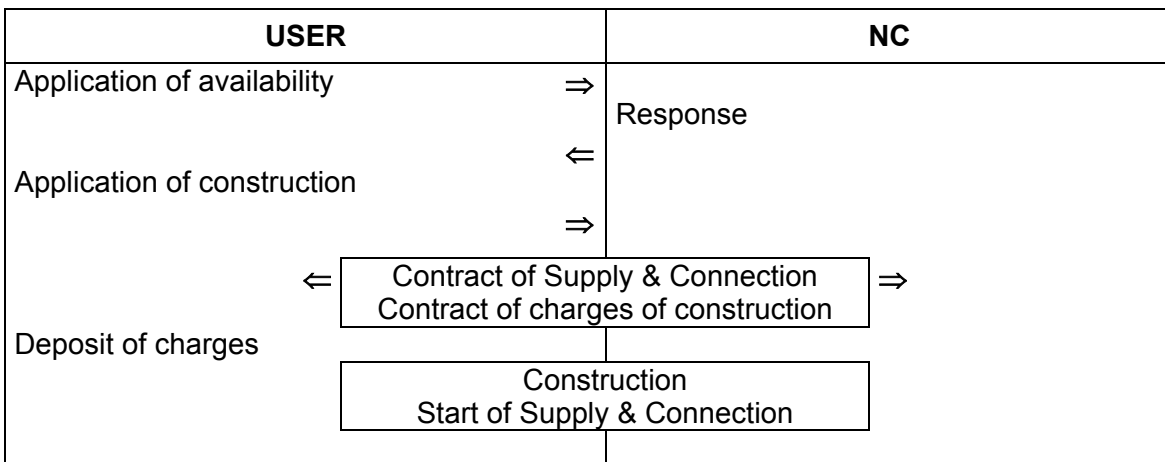 USER NC
Application of availability ⇒
Response
⇐
Application of construction
⇒
⇐ Contract of Supply & Connection ⇒
Contract of charges of construction
Deposit of charges
Construction
Start of Supply & Connection